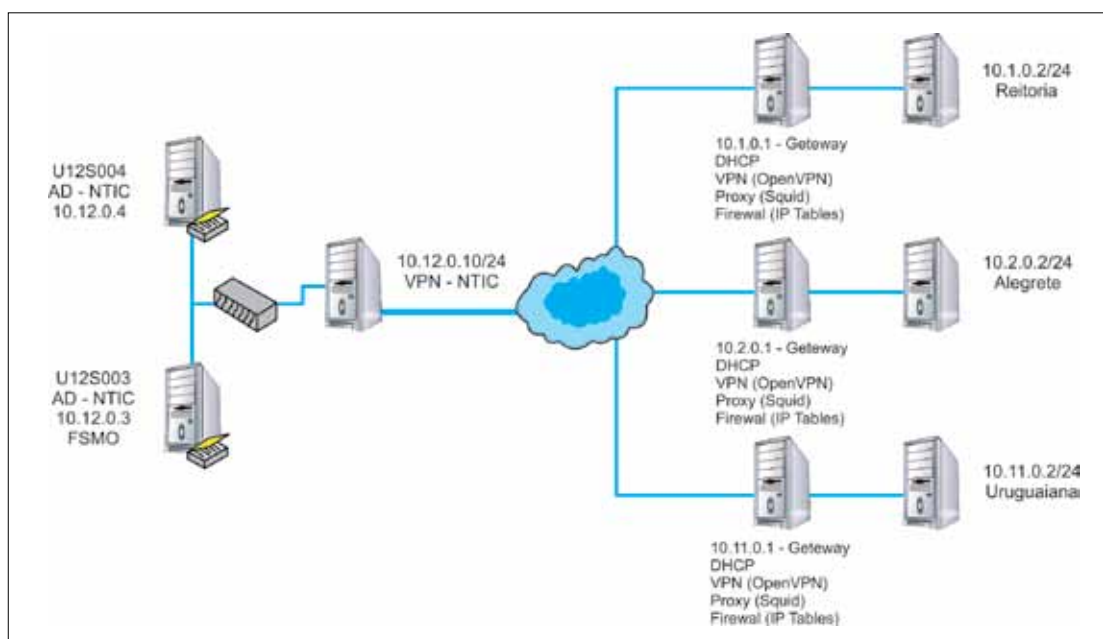 U12S004
AD - NTIC
10.12.0.4
U12S003
AD - NTIC
10.12.0.3
FSMO
10.12.0.10/24
VPN - NTIC
10.1.0.1 - Geteway
DHCP
VPN (OpenVPN)
Proxy (Squid)
Firewal (IP Tables)
10.1.0.2/24
Reitoria
10.2.0.1 - Geteway
DHCP
VPN (OpenVPN)
Proxy (Squid)
Firewal (IP Tables)
10.2.0.2/24
Alegrete
10.11.0.1 - Geteway
DHCP
VPN (OpenVPN)
Proxy (Squid)
Firewal (IP Tables)
10.11.0.2/24
Uruguaiana